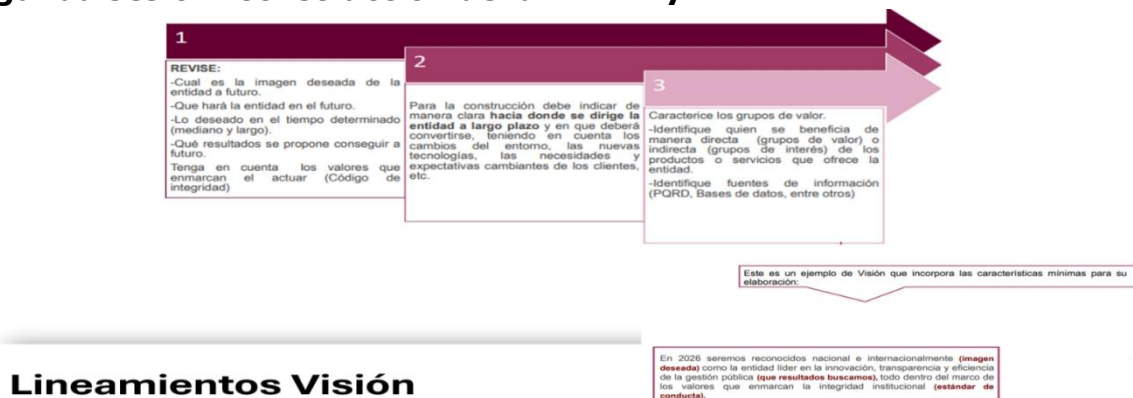 1
REVISE:
-Cual es la imagen deseada de la
entidad a futuro.
-Que hará la entidad en el futuro.
-Lo deseado en el tiempo determinado
(mediano y largo).
-Qué resultados se propone conseguir a
futuro.
Tenga en cuenta los valores que
enmarcan el actuar (Código de
integridad)
2
Para la construcción debe indicar de
manera clara hacia donde se dirige la
entidad a largo plazo y en que deberá
convertirse, teniendo en cuenta los
cambios del entorno, las nuevas
tecnologías, las necesidades y
expectativas cambiantes de los clientes,
etc.
3
Caracterice los grupos de valor.
-Identifique quien se beneficia de
manera directa (grupos de valor) o
indirecta (grupos de interés) de los
productos o servicios que ofrece la
entidad.
-Identifique fuentes de información
(PQRD, Bases de datos, entre otros)
Este es un ejemplo de Visión que incorpora las características mínimas para su
elaboración:
Lineamientos Visión
En 2026 seremos reconocidos nacional e internacionalmente (imagen
deseada) como la entidad líder en la innovación, transparencia y eficiencia
de la gestión pública (que resultados buscamos), todo dentro del marco de
los valores que enmarcan la integridad institucional (estándar de
conducta).